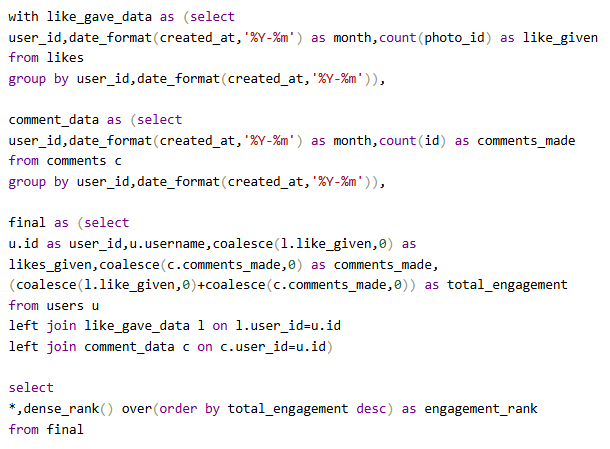 with like_gave_data as (select
user_id,date_format(created_at,'%Y-%m') as month,count(photo_id) as like_given
from likes
group by user_id,date_format(created_at,'%Y-%m')),
comment_data as (select
user_id,date_format(created_at,'%Y-%m') as month,count(id) as comments_made
from comments c
group by user_id,date_format(created_at,'%Y-%m')),
final as (select
u.id as user_id,u.username,coalesce(l.like_given,0) as
likes_given,coalesce(c.comments_made,0) as comments_made,
(coalesce(l.like_given,0)+coalesce(c.comments_made,0)) as total_engagement
from users u
left join like_gave_data l on l.user_id=u.id
left join comment_data c on c.user_id=u.id)
select
*,dense_rank() over(order by total_engagement desc) as engagement_rank
from final